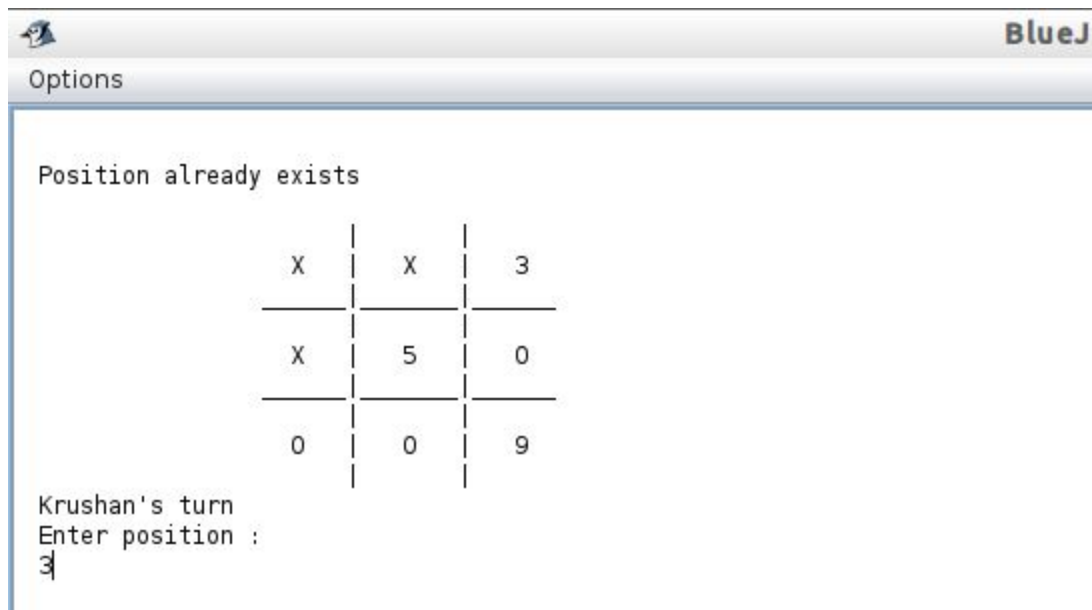 BlueJ
Options
Position already exists
X | X | 3
X | 5 | 0
0 | 0 | 9
Krushan's turn
Enter position :
3